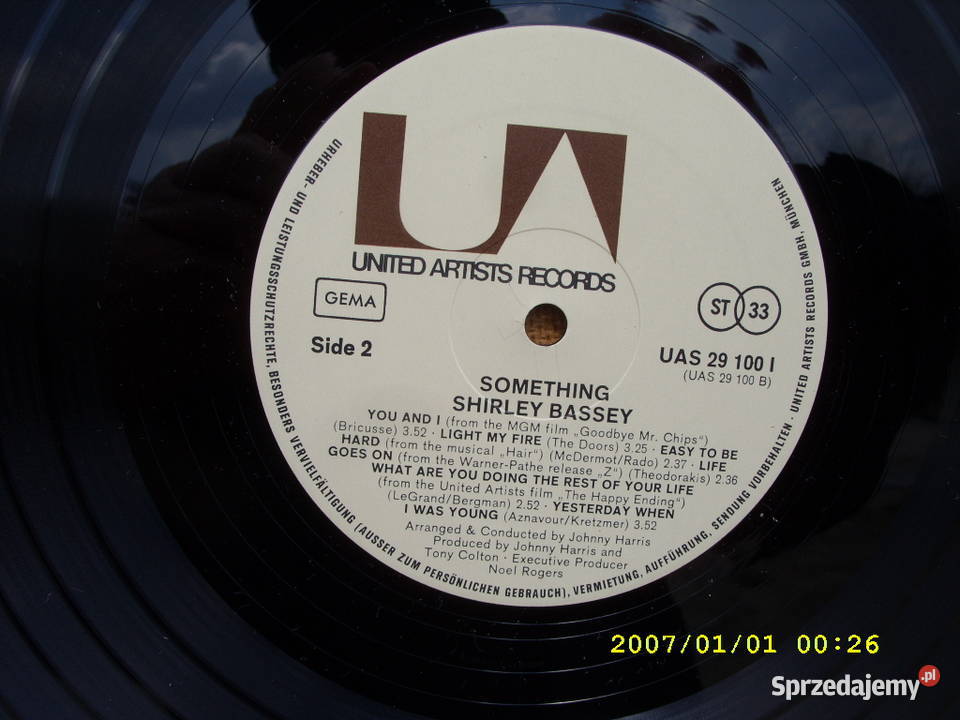 UA
UNITED ARTISTS RECORDS
GEMA
ST 33
Side 2
UAS 29 100 I
(UAS 29 100 B)
SOMETHING
SHIRLEY BASSEY
YOU AND I (from the MGM film „Goodbye Mr. Chips“)
(Bricusse) 3.52 · LIGHT MY FIRE (The Doors) 3.25 · EASY TO BE
HARD (from the musical „Hair“) (McDermot/Rado) 2.37 · LIFE
GOES ON (from the Warner-Pathe release „Z“) (Theodorakis) 2.36
WHAT ARE YOU DOING THE REST OF YOUR LIFE
(from the United Artists film „The Happy Ending“)
(LeGrand/Bergman) 2.52 · YESTERDAY WHEN
I WAS YOUNG (Aznavour/Kretzmer) 3.52
Arranged & Conducted by Johnny Harris
Produced by Johnny Harris and
Tony Colton · Executive Producer
Noel Rogers
URHEBER- UND LEISTUNGSSCHUTZRECHTE, BESONDERS VERVIELFÄLTIGUNG (AUSSER ZUM PERSÖNLICHEN GEBRAUCH), VERMIETUNG, AUFFÜHRUNG, SENDUNG VORBEHALTEN · UNITED ARTISTS RECORDS GMBH, MÜNCHEN
2007/01/01 00:26
Sprzedajemy.pl